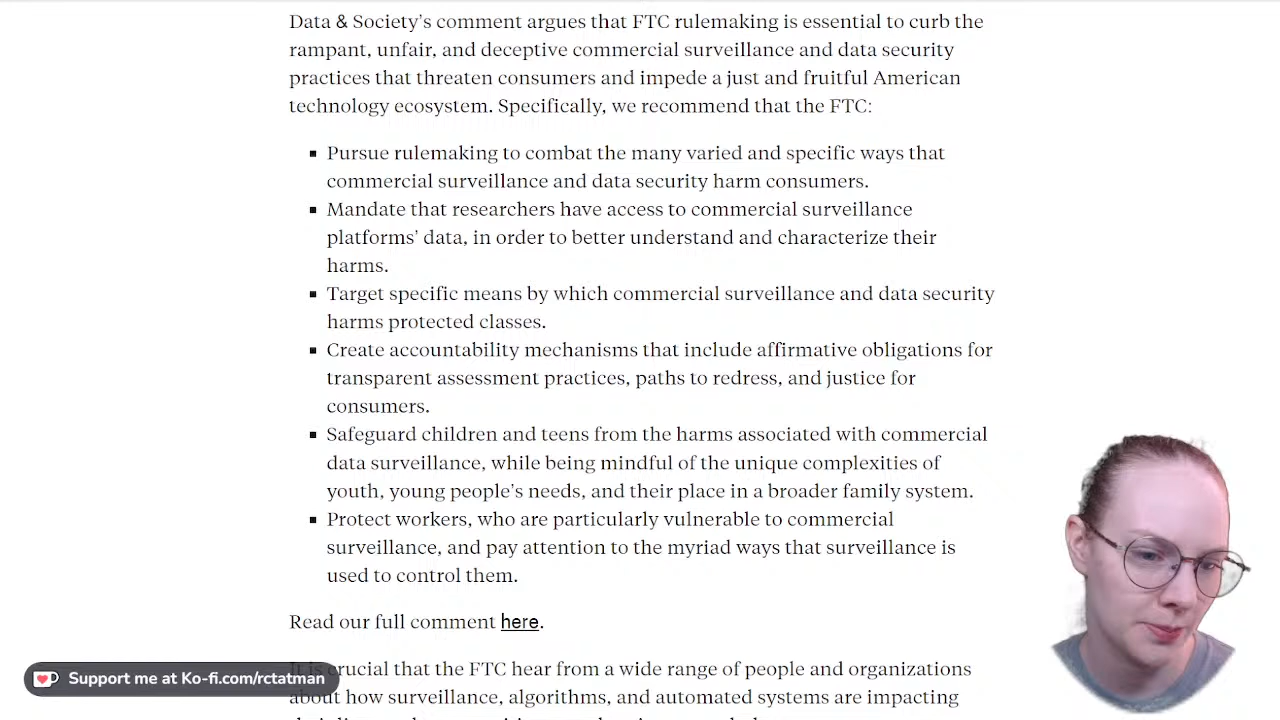 Data & Society's comment argues that FTC rulemaking is essential to curb the
rampant, unfair, and deceptive commercial surveillance and data security
practices that threaten consumers and impede a just and fruitful American
technology ecosystem. Specifically, we recommend that the FTC:
▪ Pursue rulemaking to combat the many varied and specific ways that
commercial surveillance and data security harm consumers.
▪ Mandate that researchers have access to commercial surveillance
platforms' data, in order to better understand and characterize their
harms.
▪ Target specific means by which commercial surveillance and data security
harms protected classes.
▪ Create accountability mechanisms that include affirmative obligations for
transparent assessment practices, paths to redress, and justice for
consumers.
▪ Safeguard children and teens from the harms associated with commercial
data surveillance, while being mindful of the unique complexities of
youth, young people's needs, and their place in a broader family system.
▪ Protect workers, who are particularly vulnerable to commercial
surveillance, and pay attention to the myriad ways that surveillance is
used to control them.
Read our full comment here.
It is crucial that the FTC hear from a wide range of people and organizations
Support me at Ko-fi.com/rctatman
about how surveillance, algorithms, and automated systems are impacting